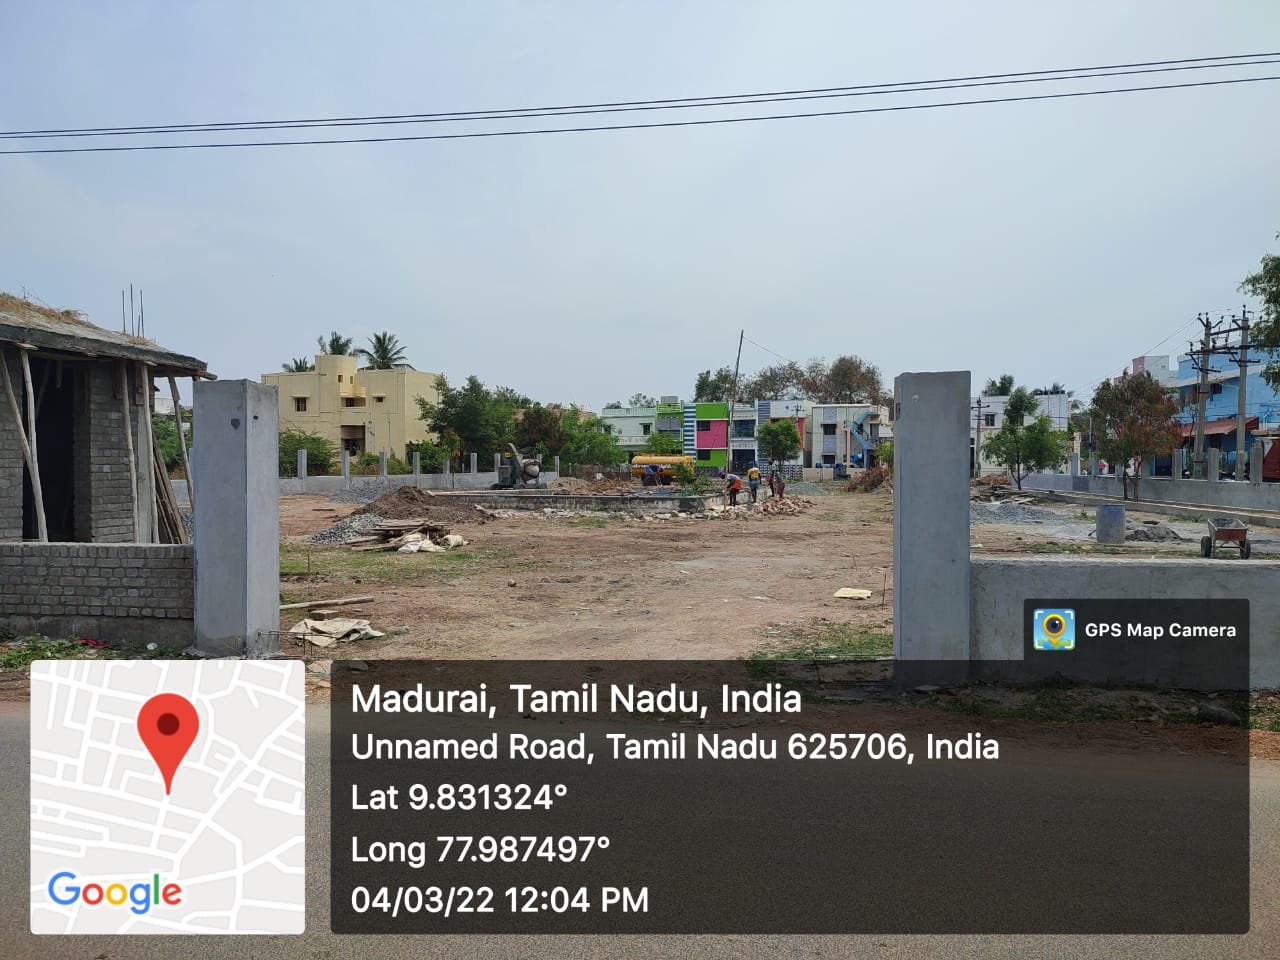 GPS Map Camera
Madurai, Tamil Nadu, India
Unnamed Road, Tamil Nadu 625706, India
Lat 9.831324°
Long 77.987497°
04/03/22 12:04 PM
Google